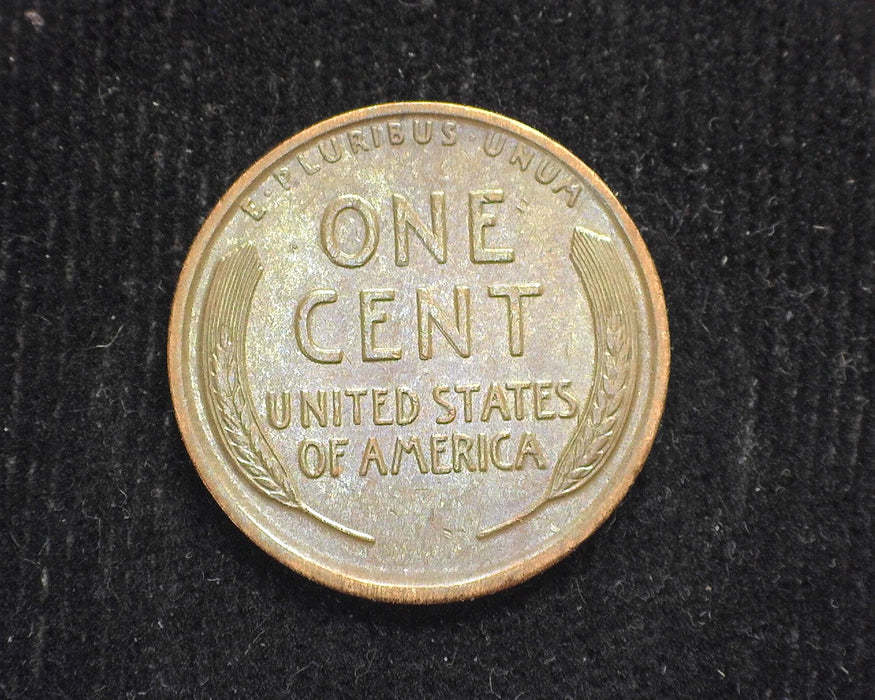 E·PLURIBUS·UNUM
ONE
CENT
UNITED STATES
OF AMERICA